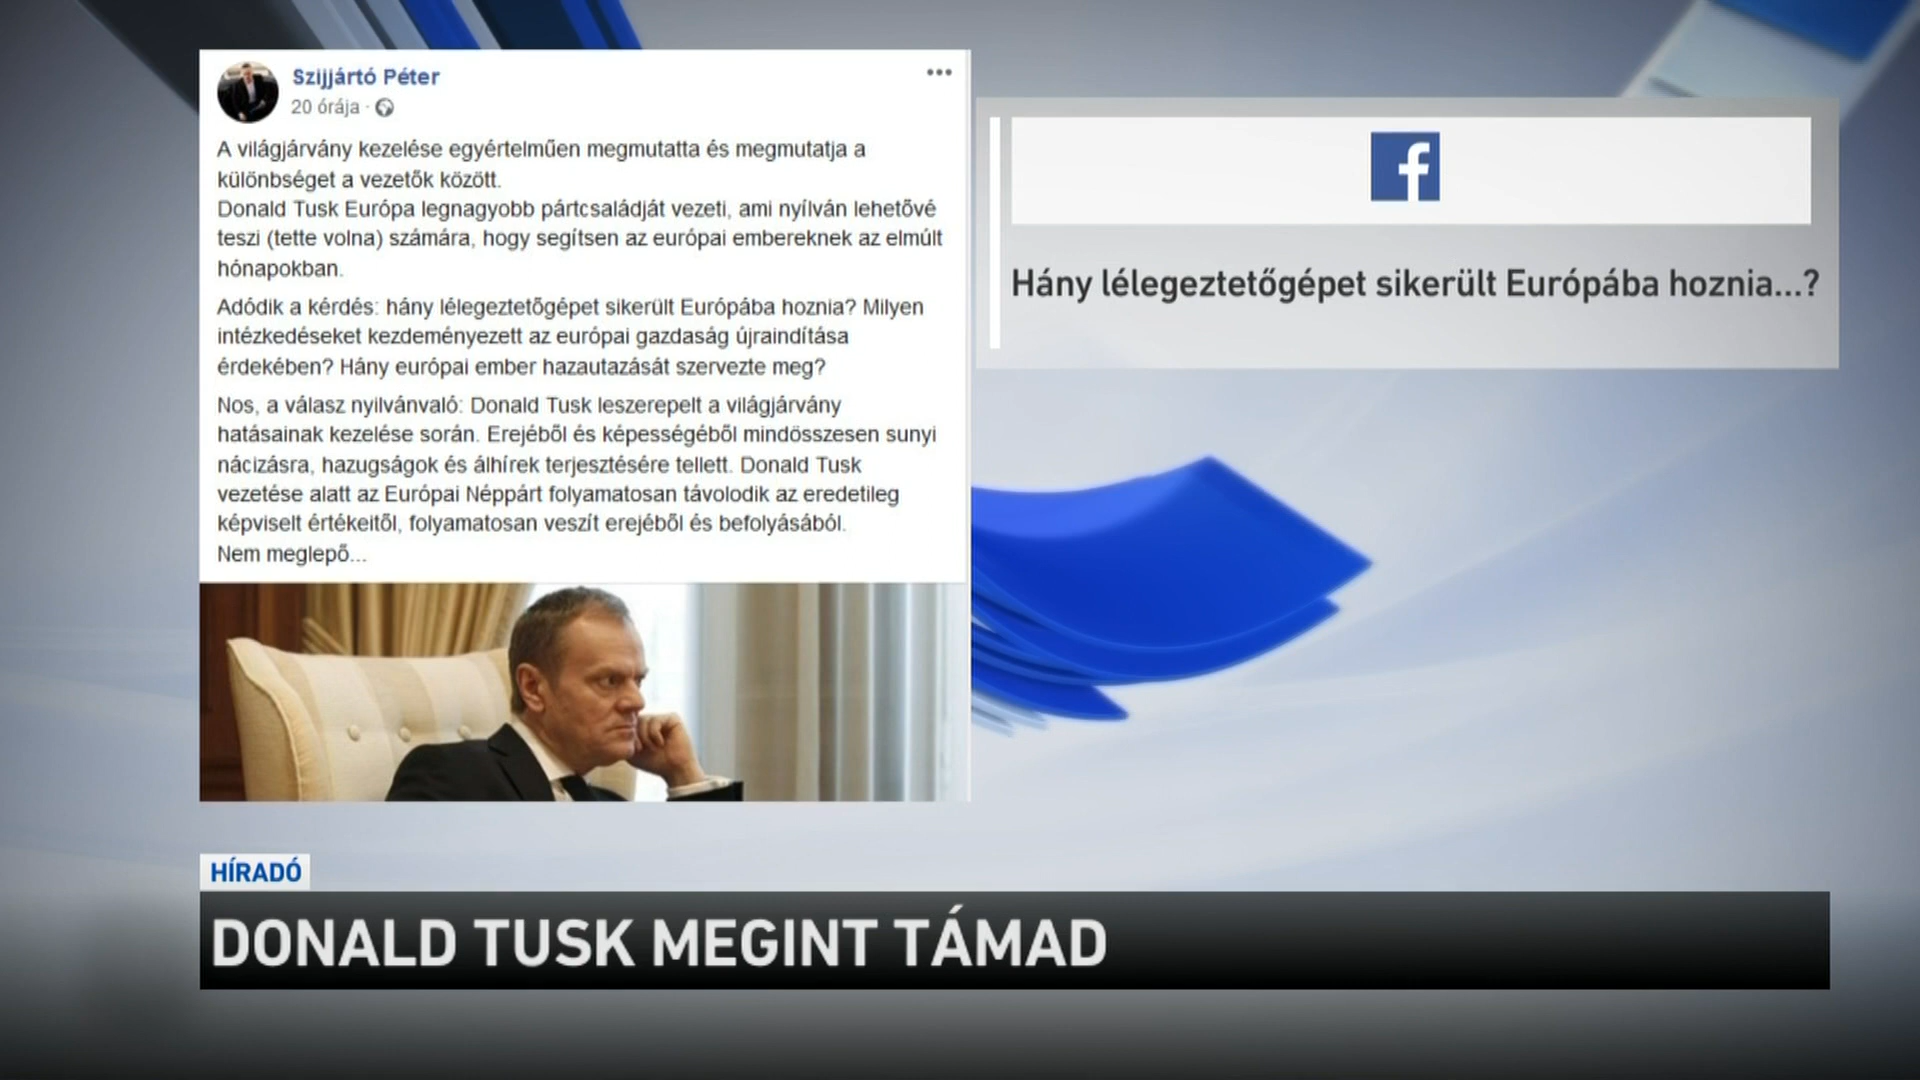 Szijjártó Péter
20 órája ·
A világjárvány kezelése egyértelműen megmutatta és megmutatja a
különbséget a vezetők között.
Donald Tusk Európa legnagyobb pártcsaládját vezeti, ami nyílván lehetővé
teszi (tette volna) számára, hogy segítsen az európai embereknek az elmúlt
hónapokban.
Adódik a kérdés: hány lélegeztetőgépet sikerült Európába hoznia? Milyen
intézkedéseket kezdeményezett az európai gazdaság újraindítása
érdekében? Hány európai ember hazautazását szervezte meg?
Nos, a válasz nyilvánvaló: Donald Tusk leszerepelt a világjárvány
hatásainak kezelése során. Erejéből és képességéből mindösszesen sunyi
nácizásra, hazugságok és álhírek terjesztésére tellett. Donald Tusk
vezetése alatt az Európai Néppárt folyamatosan távolodik az eredetileg
képviselt értékeitől, folyamatosan veszít erejéből és befolyásából.
Nem meglepő...
f
Hány lélegeztetőgépet sikerült Európába hoznia...?
HÍRADÓ
DONALD TUSK MEGINT TÁMAD